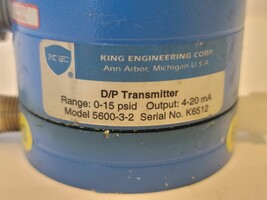 KE
KING ENGINEERING CORP.
Ann Arbor, Michigan U.S.A.
D/P Transmitter
Range: 0-15 psid Output: 4-20 mA
Model 5600-3-2 Serial No. K6512